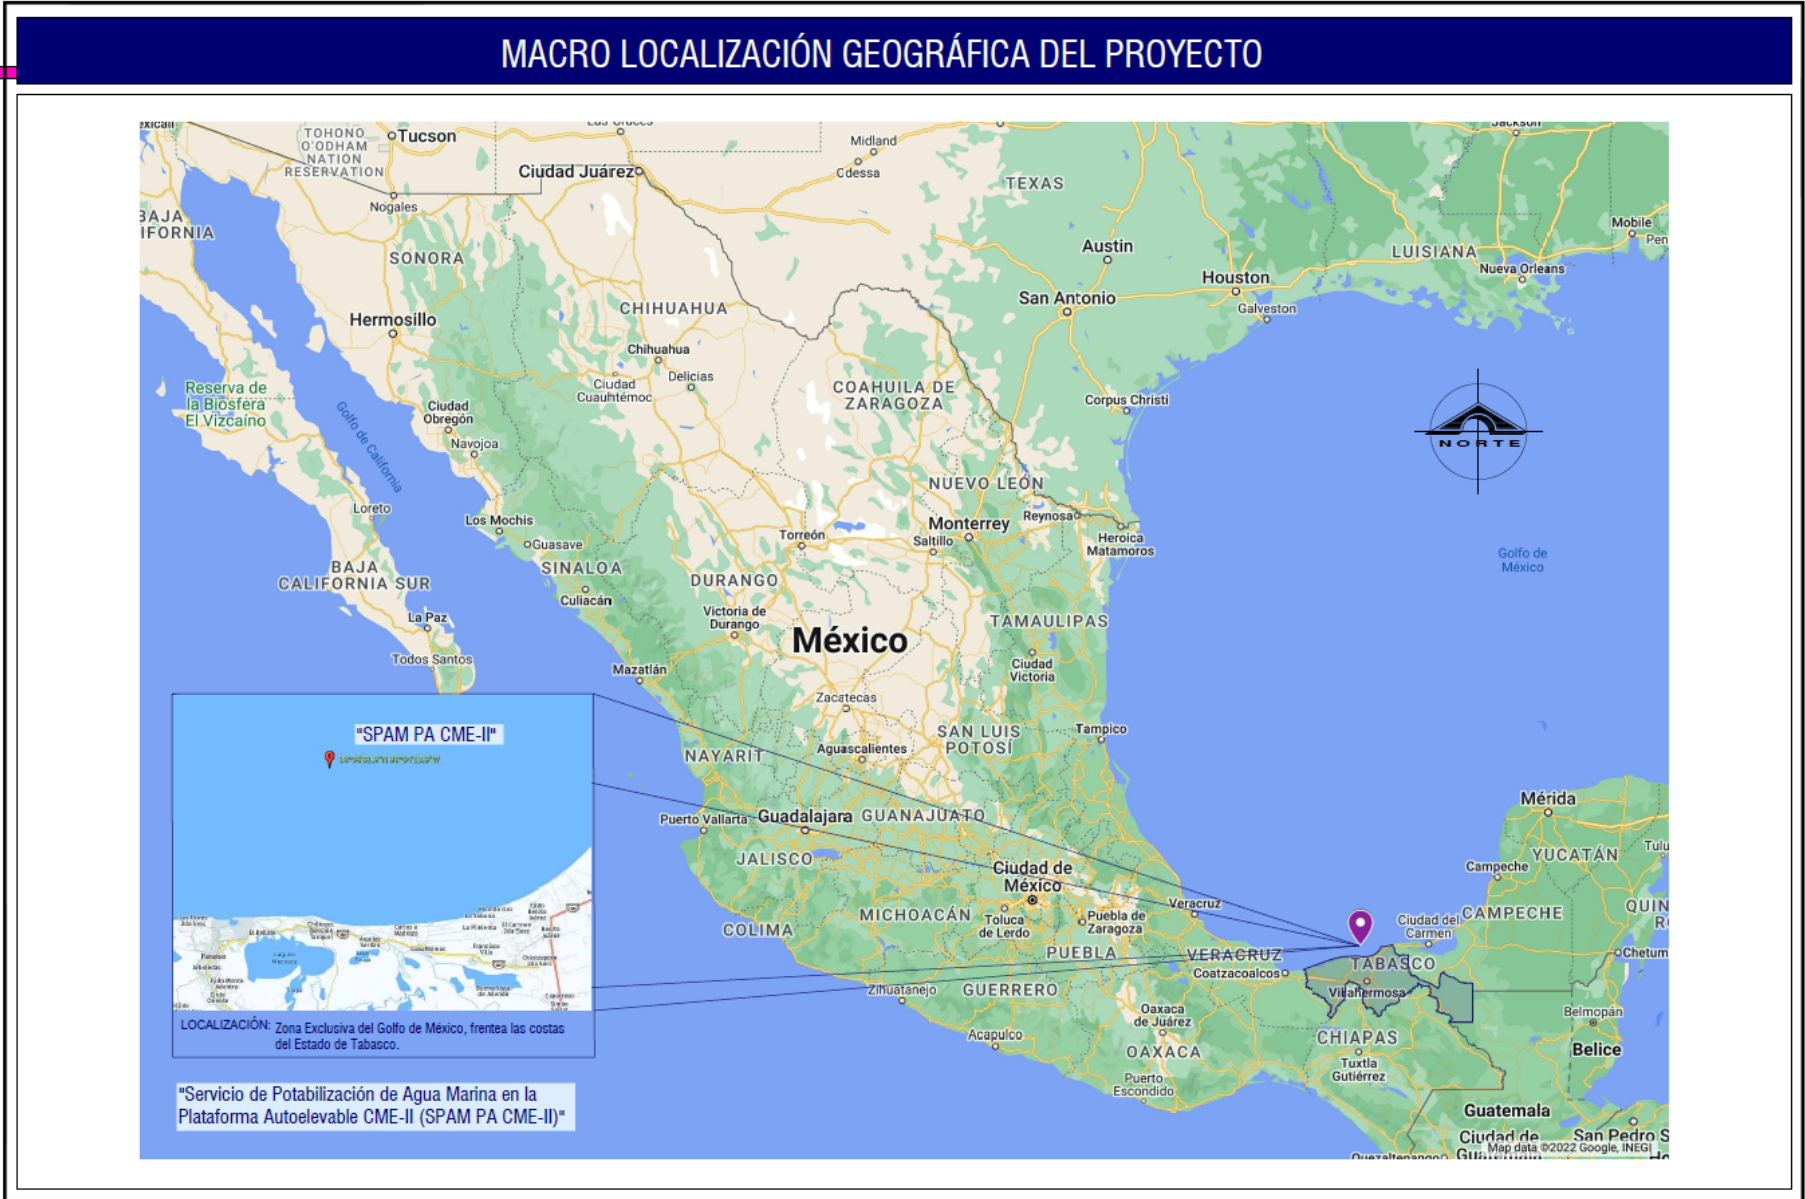 MACRO LOCALIZACIÓN GEOGRÁFICA DEL PROYECTO
TOHONO
O'ODHAM
NATION
RESERVATION
Tucson
Ciudad Juárez
Midland
TEXAS
Nogales
BAJA
IFORNIA
SONORA
Austin
Mobile
Pen
LUISIANA
Nueva Orleans
Houston
San Antonio
Galveston
CHIHUAHUA
Hermosillo
Chihuahua
Delicias
Ciudad
Cuauhtémoc
COAHUILA DE
ZARAGOZA
Reserva de
la Biosfera
El Vizcaíno
Golfo de California
Ciudad
Obregón
Navojoa
Corpus Christi
NORTE
NUEVO LEÓN
Loreto
Los Mochis
Guasave
Torreón
Monterrey
Saltillo
Reynosa
Heroica
Matamoros
Golfo de
México
BAJA
CALIFORNIA SUR
SINALOA
Culiacán
DURANGO
Victoria de
Durango
La Paz
México
TAMAULIPAS
Todos Santos
Mazatlán
Ciudad
Victoria
Zacatecas
SAN LUIS
POTOSÍ
Tampico
NAYARIT
Aguascalientes
"SPAM PA CME-II"
Puerto Vallarta
Guadalajara
GUANAJUATO
Mérida
JALISCO
Ciudad de
México
YUCATÁN
Tulu
Campeche
MICHOACÁN
Toluca
de Lerdo
Puebla de
Zaragoza
Veracruz
Ciudad del
Carmen
CAMPECHE
QUIN
COLIMA
PUEBLA
VERACRUZ
TABASCO
Chetum
Coatzacoalcos
Villahermosa
Zihuatanejo
GUERRERO
Oaxaca
de Juárez
Belmopán
Acapulco
OAXACA
CHIAPAS
Belice
Tuxtla
Gutiérrez
Puerto
Escondido
LOCALIZACIÓN: Zona Exclusiva del Golfo de México, frentea las costas
del Estado de Tabasco.
"Servicio de Potabilización de Agua Marina en la
Plataforma Autoelevable CME-II (SPAM PA CME-II)"
Guatemala
Ciudad de
San Pedro S
Map data ©2022 Google, INEGI